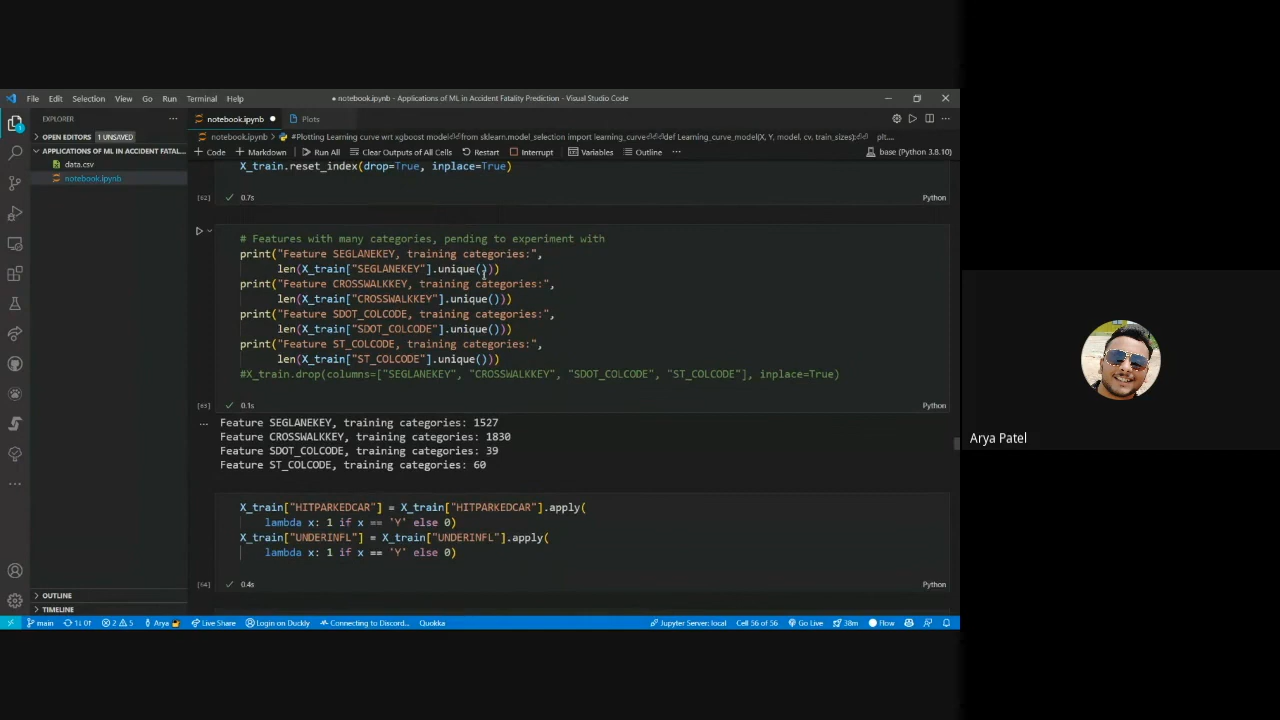 File Edit Selection View Go Run Terminal Help
● notebook.ipynb - Applications of ML in Accident Fatality Prediction - Visual Studio Code
EXPLORER
notebook.ipynb
Plots
OPEN EDITORS 1 UNSAVED
notebook.ipynb > #Plotting Learning curve wrt xgboost model from sklearn.model_selection import learning_curve def Learning_curve_model(X, Y, model, cv, train_sizes): plt....
APPLICATIONS OF ML IN ACCIDENT FATAL...
+ Code + Markdown Run All Clear Outputs of All Cells Restart Interrupt Variables Outline ... base (Python 3.8.10)
data.csv
notebook.ipynb
X_train.reset_index(drop=True, inplace=True)
[62] ✓ 0.7s Python
# Features with many categories, pending to experiment with
print("Feature SEGLANEKEY, training categories:",
len(X_train["SEGLANEKEY"].unique()))
print("Feature CROSSWALKKEY, training categories:",
len(X_train["CROSSWALKKEY"].unique()))
print("Feature SDOT_COLCODE, training categories:",
len(X_train["SDOT_COLCODE"].unique()))
print("Feature ST_COLCODE, training categories:",
len(X_train["ST_COLCODE"].unique()))
#X_train.drop(columns=["SEGLANEKEY", "CROSSWALKKEY", "SDOT_COLCODE", "ST_COLCODE"], inplace=True)
[63] ✓ 0.1s Python
Feature SEGLANEKEY, training categories: 1527
Feature CROSSWALKKEY, training categories: 1830
Feature SDOT_COLCODE, training categories: 39
Feature ST_COLCODE, training categories: 60
X_train["HITPARKEDCAR"] = X_train["HITPARKEDCAR"].apply(
lambda x: 1 if x == 'Y' else 0)
X_train["UNDERINFL"] = X_train["UNDERINFL"].apply(
lambda x: 1 if x == 'Y' else 0)
[64] ✓ 0.4s Python
OUTLINE
TIMELINE
main 1↓ 0↑ 2 5 Arya Live Share Login on Duckly Connecting to Discord... Quokka Jupyter Server: local Cell 56 of 56 Go Live 38m Flow
Arya Patel